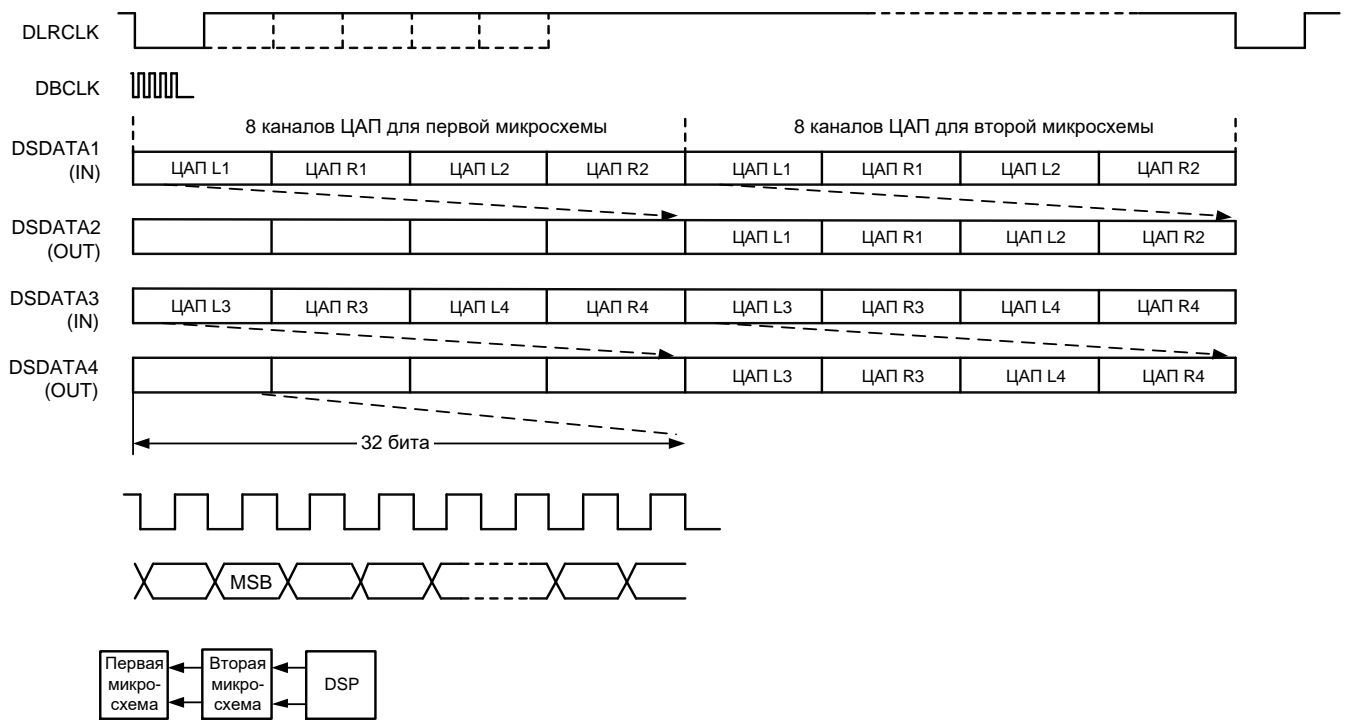 DLRCLK
DBCLK
8 каналов ЦАП для первой микросхемы
8 каналов ЦАП для второй микросхемы
DSDATA1
(IN)
ЦАП L1
ЦАП R1
ЦАП L2
ЦАП R2
ЦАП L1
ЦАП R1
ЦАП L2
ЦАП R2
DSDATA2
(OUT)
ЦАП L1
ЦАП R1
ЦАП L2
ЦАП R2
DSDATA3
(IN)
ЦАП L3
ЦАП R3
ЦАП L4
ЦАП R4
ЦАП L3
ЦАП R3
ЦАП L4
ЦАП R4
DSDATA4
(OUT)
ЦАП L3
ЦАП R3
ЦАП L4
ЦАП R4
32 бита
MSB
Первая
микро-
схема
Вторая
микро-
схема
DSP